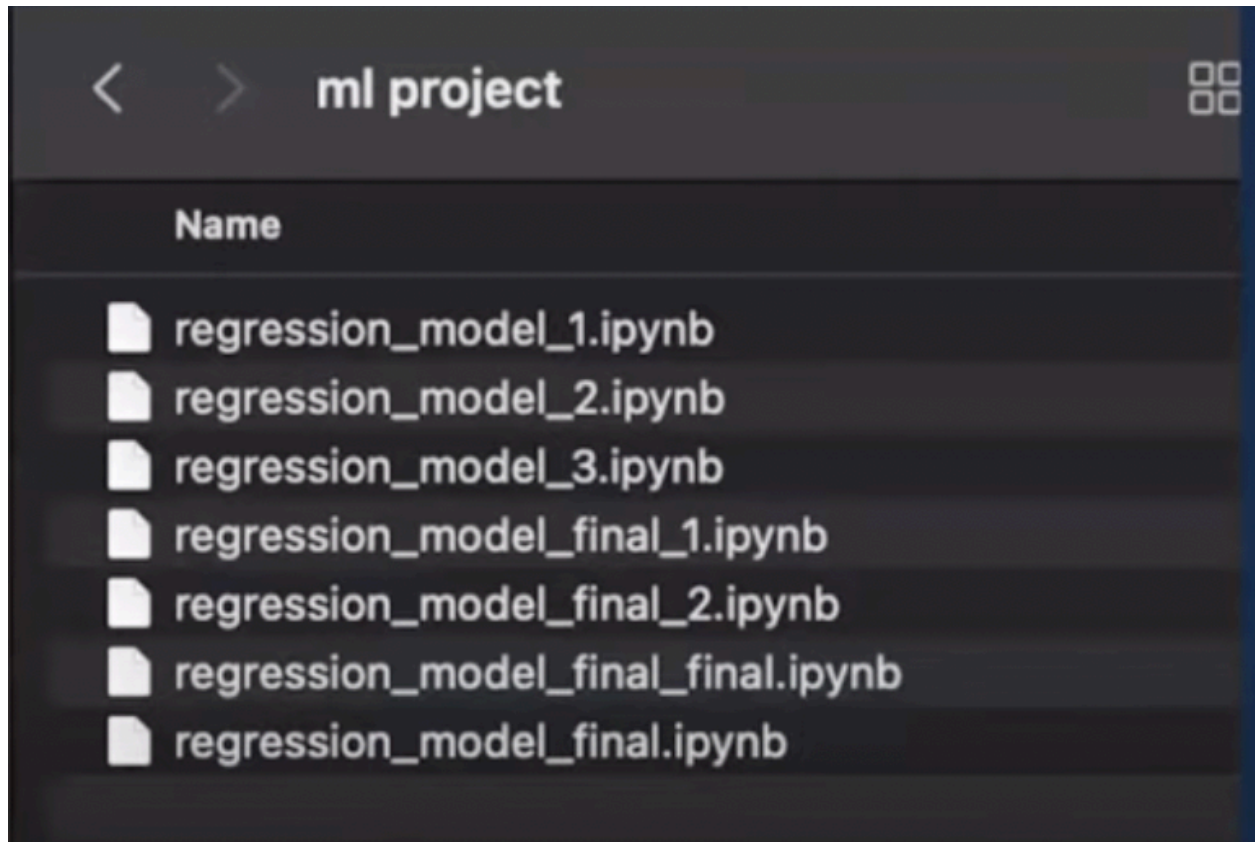 ml project
Name
regression_model_1.ipynb
regression_model_2.ipynb
regression_model_3.ipynb
regression_model_final_1.ipynb
regression_model_final_2.ipynb
regression_model_final_final.ipynb
regression_model_final.ipynb